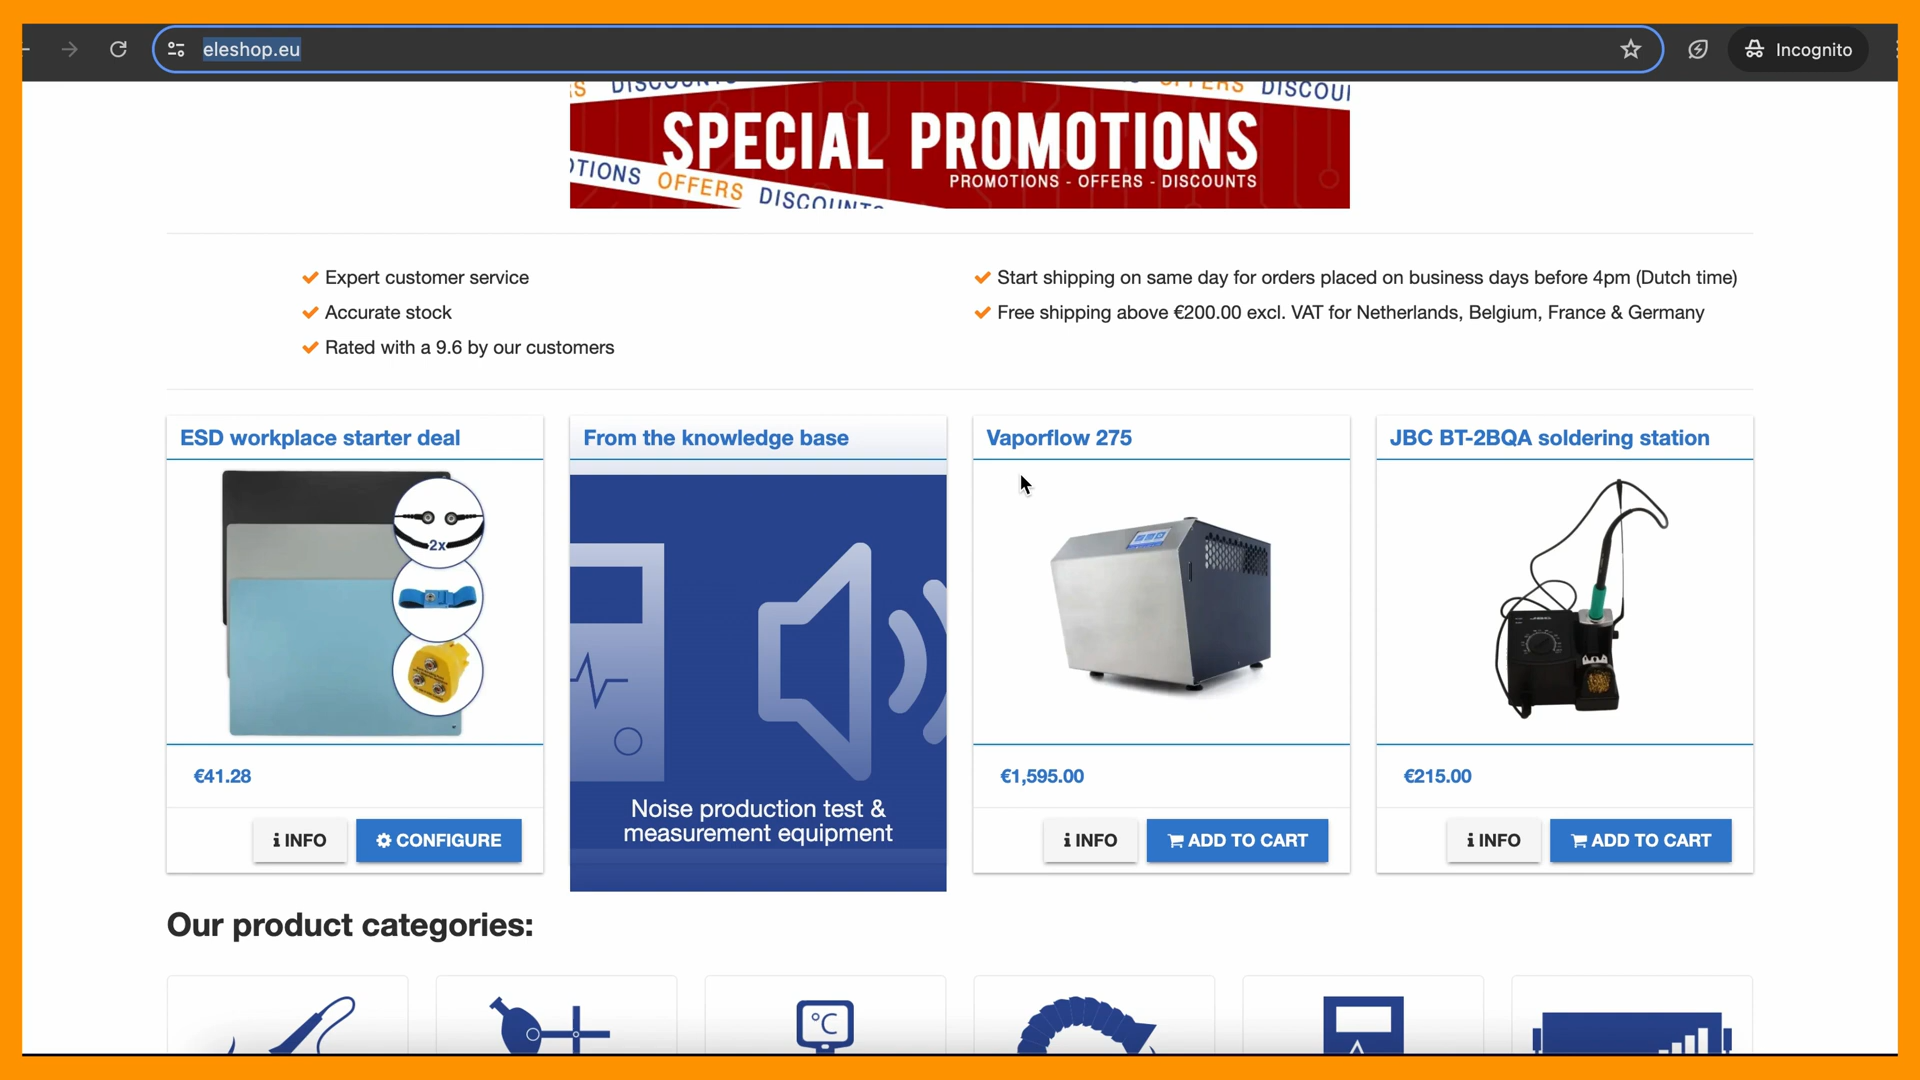 eleshop.eu
Incognito
DISCOUNTS
OFFERS DISCOU
SPECIAL PROMOTIONS
PROMOTIONS - OFFERS - DISCOUNTS
OTIONS OFFERS DISCOUNTS
Expert customer service
Accurate stock
Rated with a 9.6 by our customers
Start shipping on same day for orders placed on business days before 4pm (Dutch time)
Free shipping above €200.00 excl. VAT for Netherlands, Belgium, France & Germany
ESD workplace starter deal
2x
€41.28
INFO
CONFIGURE
From the knowledge base
Noise production test &
measurement equipment
Vaporflow 275
€1,595.00
INFO
ADD TO CART
JBC BT-2BQA soldering station
€215.00
INFO
ADD TO CART
Our product categories:
°C